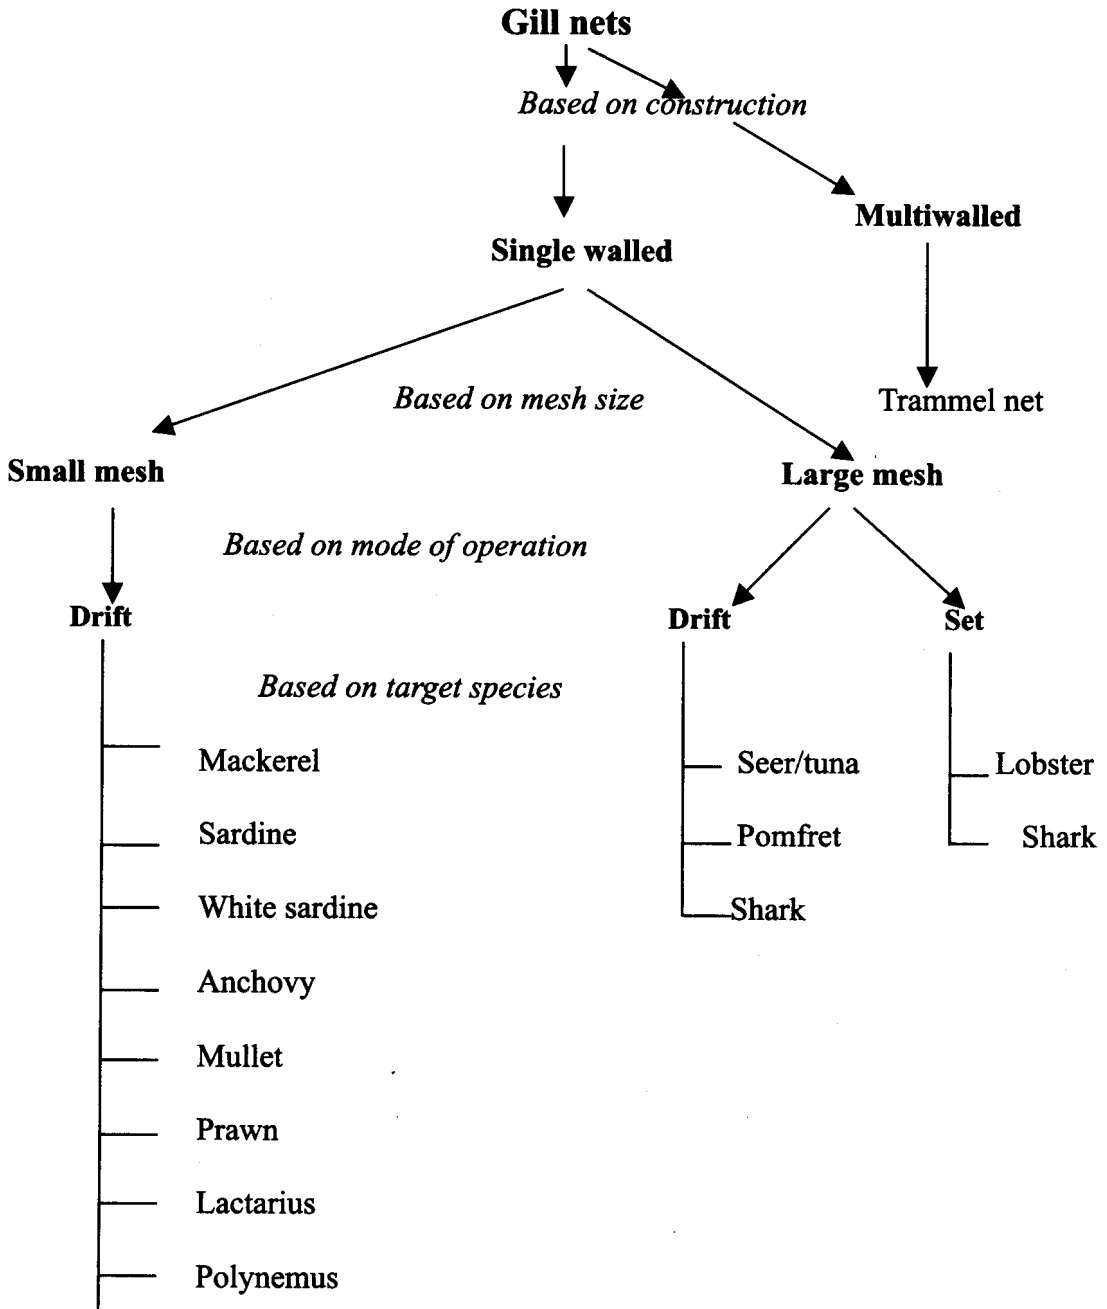 Gill nets
Based on construction
Multiwalled
Single walled
Based on mesh size
Trammel net
Small mesh
Large mesh
Based on mode of operation
Drift
Drift
Set
Based on target species
Mackerel
Seer/tuna
Lobster
Sardine
Pomfret
Shark
White sardine
Shark
Anchovy
Mullet
Prawn
Lactarius
Polynemus